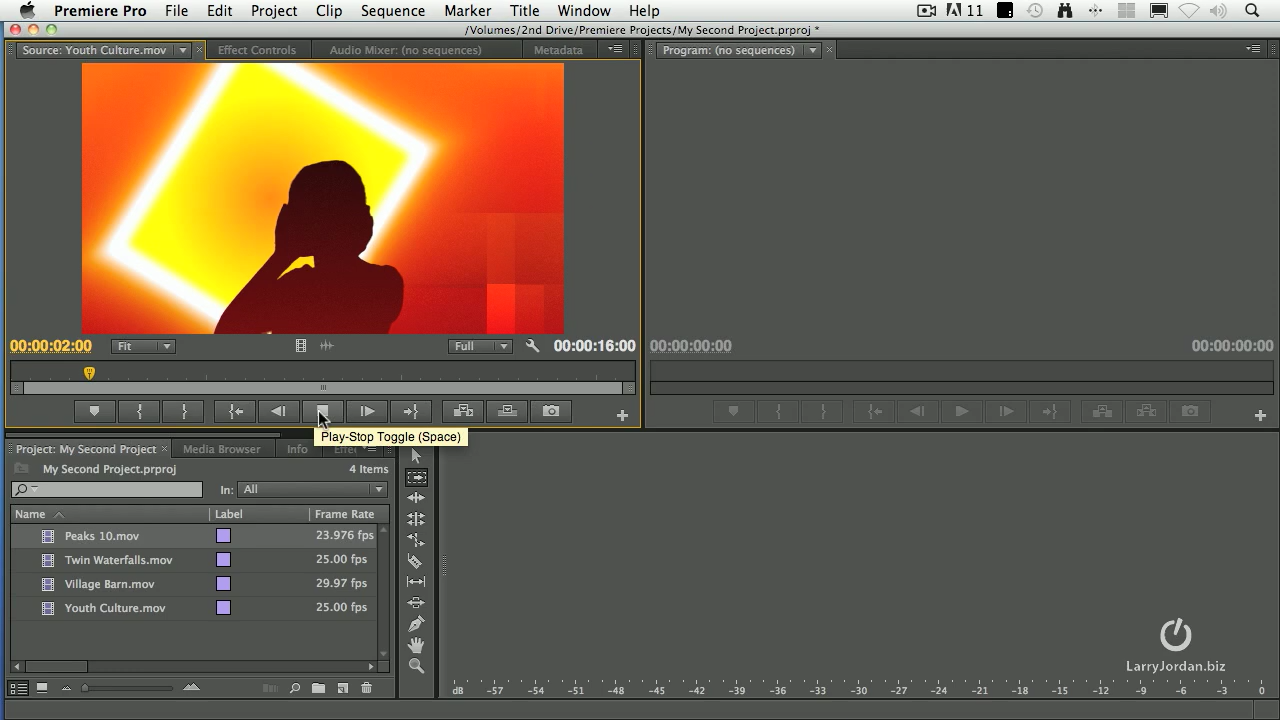 Premiere Pro File Edit Project Clip Sequence Marker Title Window Help 11
/Volumes/2nd Drive/Premiere Projects/My Second Project.prproj *
Source: Youth Culture.mov × Effect Controls Audio Mixer: (no sequences) Metadata Program: (no sequences) ×
00:00:02:00 Fit Full 00:00:16:00 00:00:00:00 00:00:00:00
Play-Stop Toggle (Space)
Project: My Second Project × Media Browser Info Effe
My Second Project.prproj 4 Items
In: All
Name Label Frame Rate
Peaks 10.mov 23.976 fps
Twin Waterfalls.mov 25.00 fps
Village Barn.mov 29.97 fps
Youth Culture.mov 25.00 fps
LarryJordan.biz
dB -57 -54 -51 -48 -45 -42 -39 -36 -33 -30 -27 -24 -21 -18 -15 -12 -9 -6 -3 0